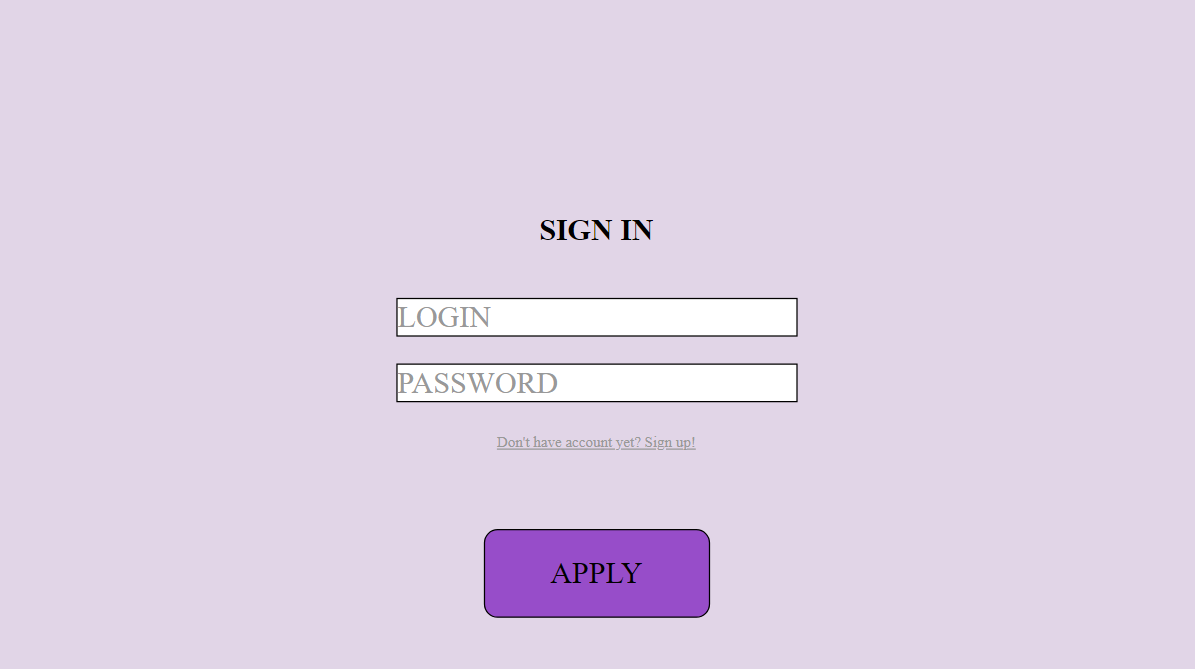 SIGN IN
LOGIN
PASSWORD
Don't have account yet? Sign up!
APPLY